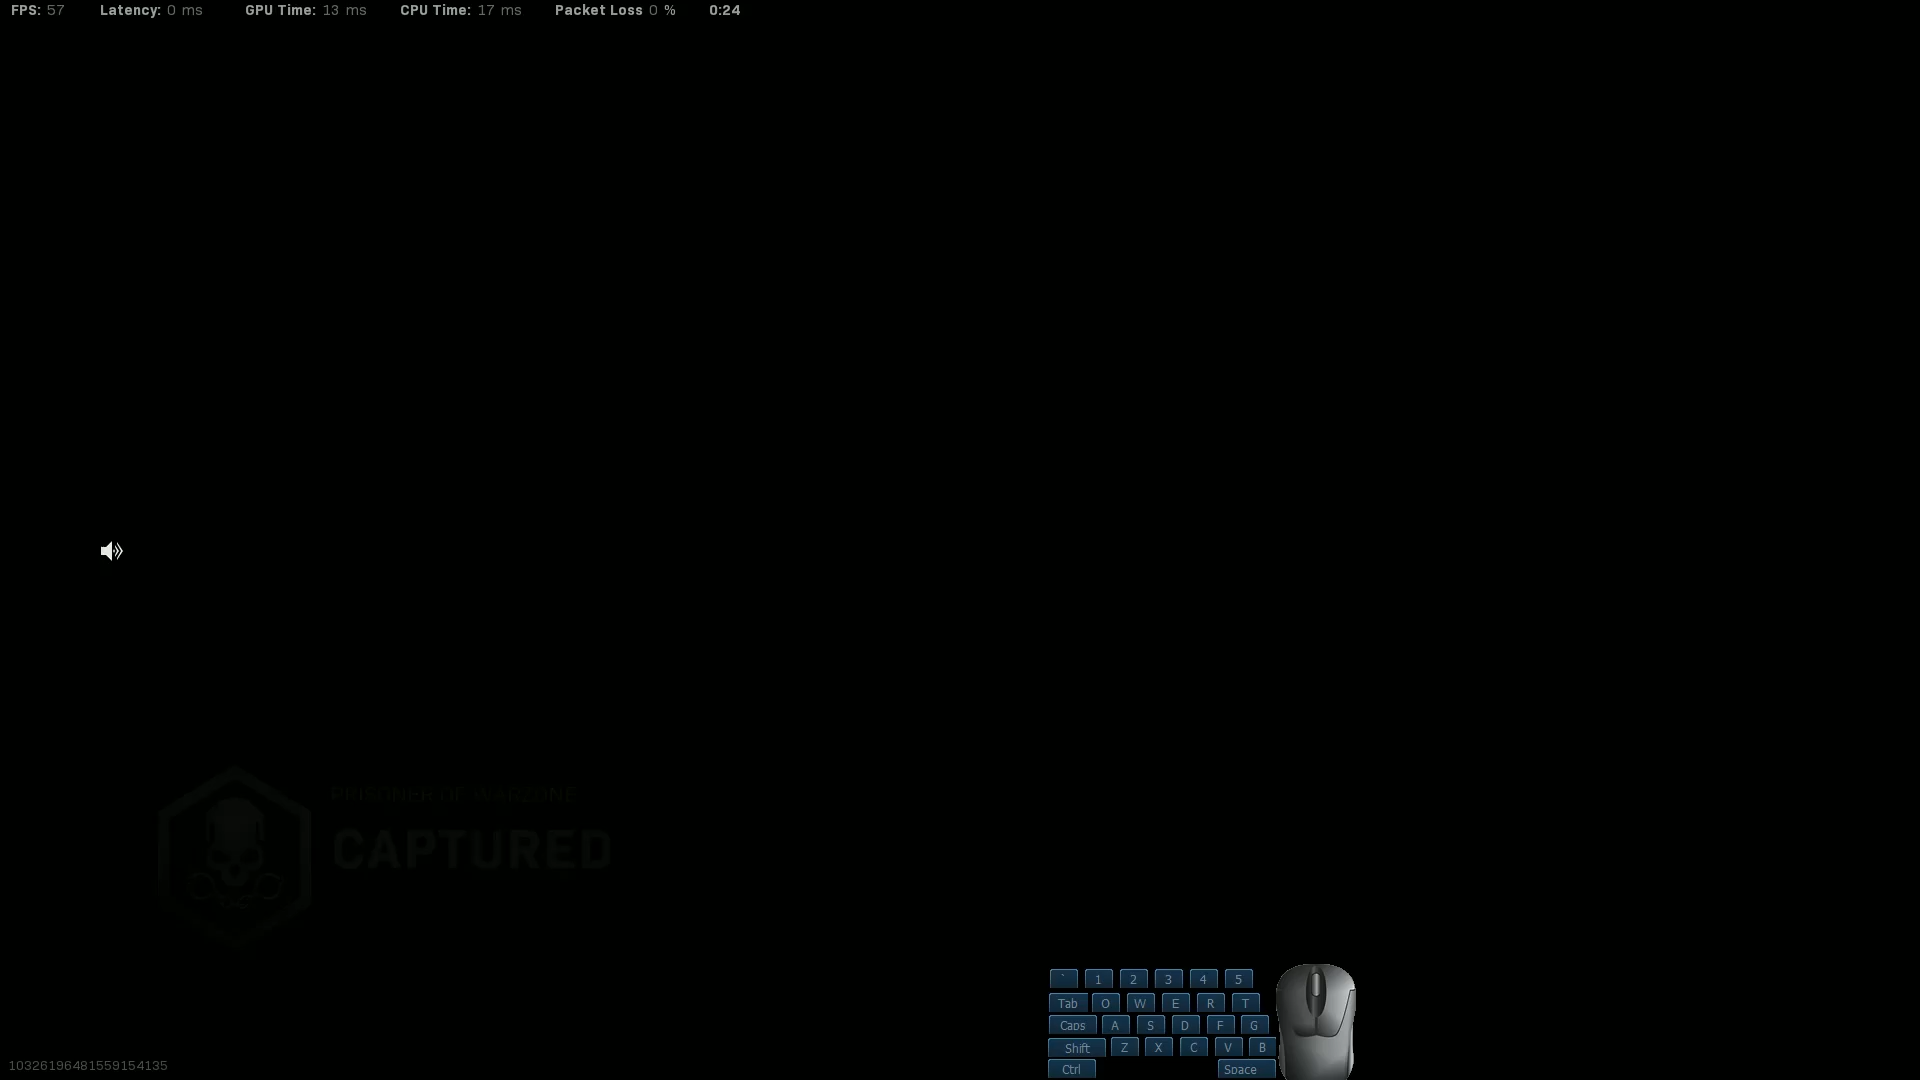 FPS: 57 Latency: 0 ms GPU Time: 13 ms CPU Time: 17 ms Packet Loss 0 % 0:24
PRISONER OF WARZONE
CAPTURED
` 1 2 3 4 5
Tab Q W E R T
Caps A S D F G
Shift Z X C V B
Ctrl Space
10326196481559154135